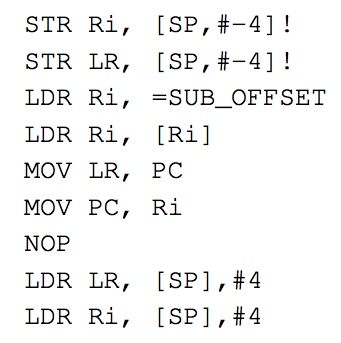 STR Ri, [SP,#-4]!
STR LR, [SP,#-4]!
LDR Ri, =SUB_OFFSET
LDR Ri, [Ri]
MOV LR, PC
MOV PC, Ri
NOP
LDR LR, [SP],#4
LDR Ri, [SP],#4